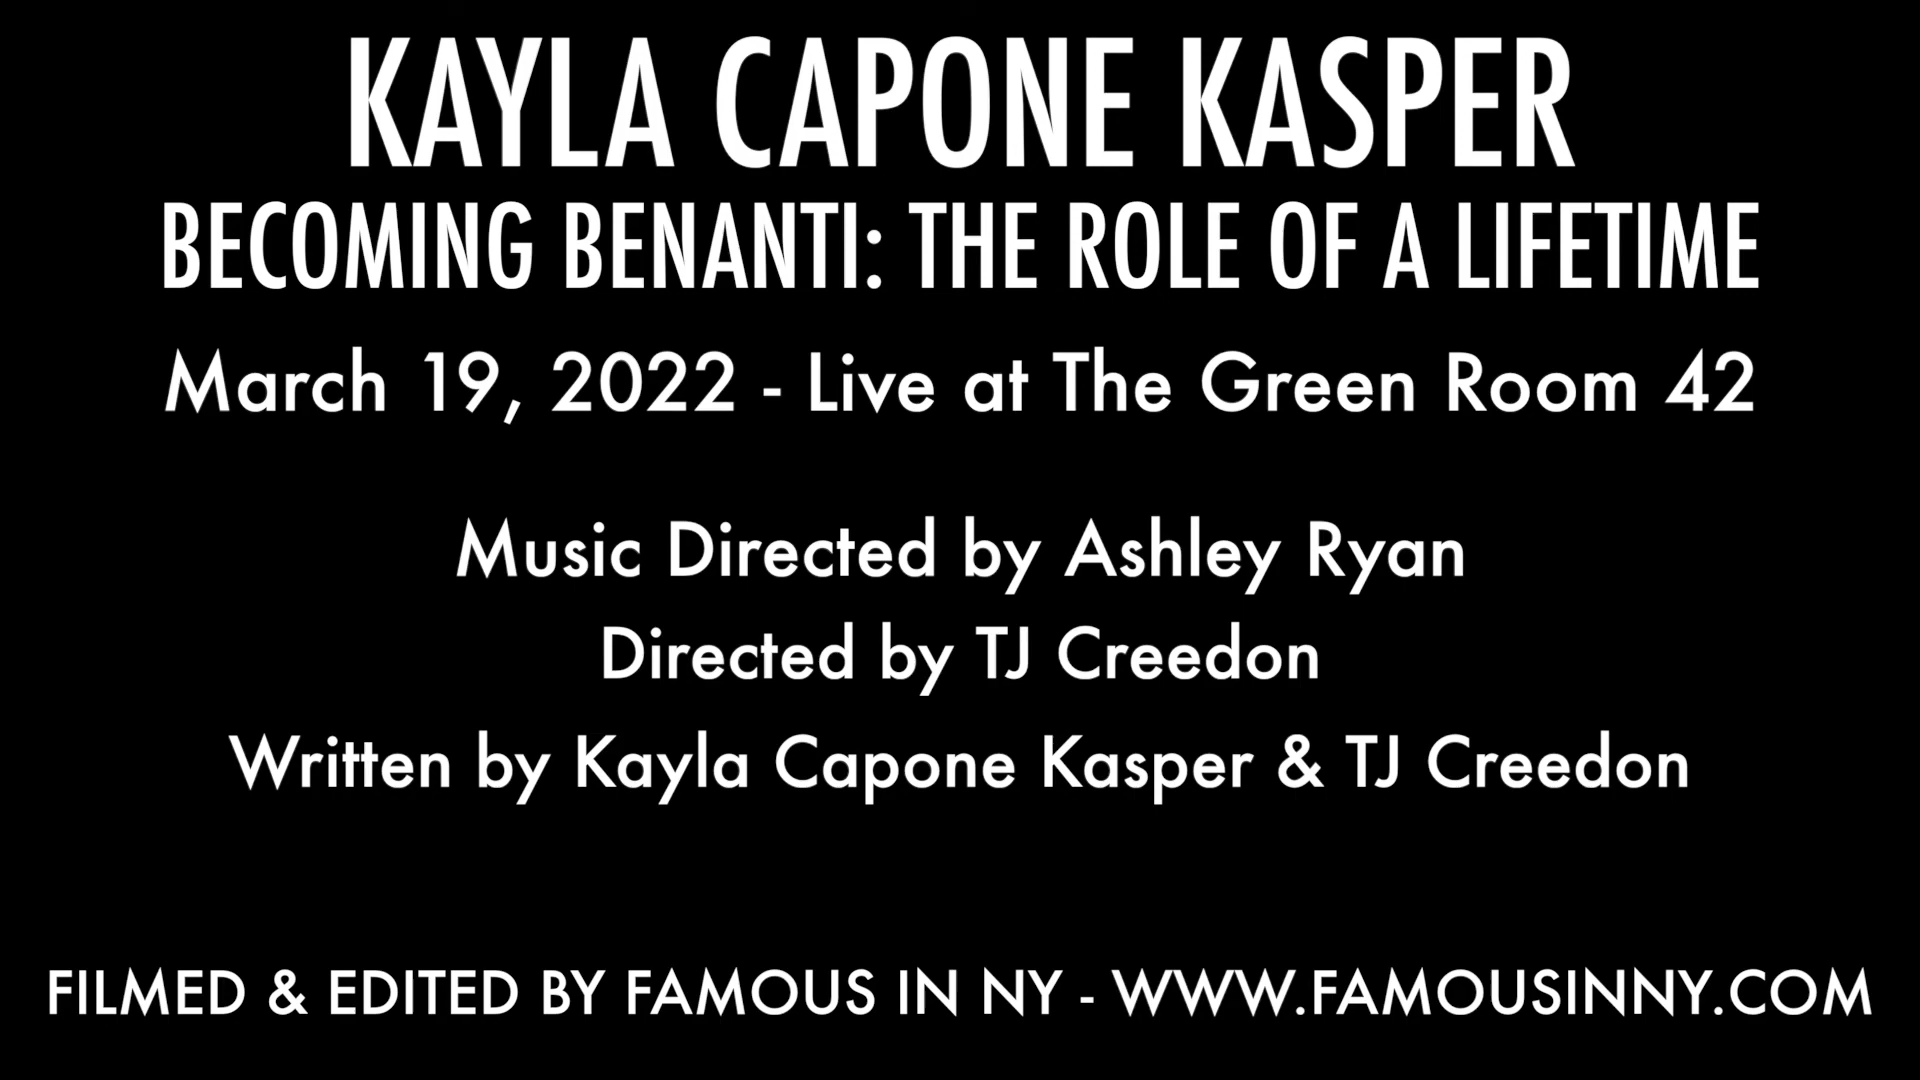 KAYLA CAPONE KASPER
BECOMING BENANTI: THE ROLE OF A LIFETIME
March 19, 2022 - Live at The Green Room 42
Music Directed by Ashley Ryan
Directed by TJ Creedon
Written by Kayla Capone Kasper & TJ Creedon
FILMED & EDITED BY FAMOUS IN NY - WWW.FAMOUSINNY.COM